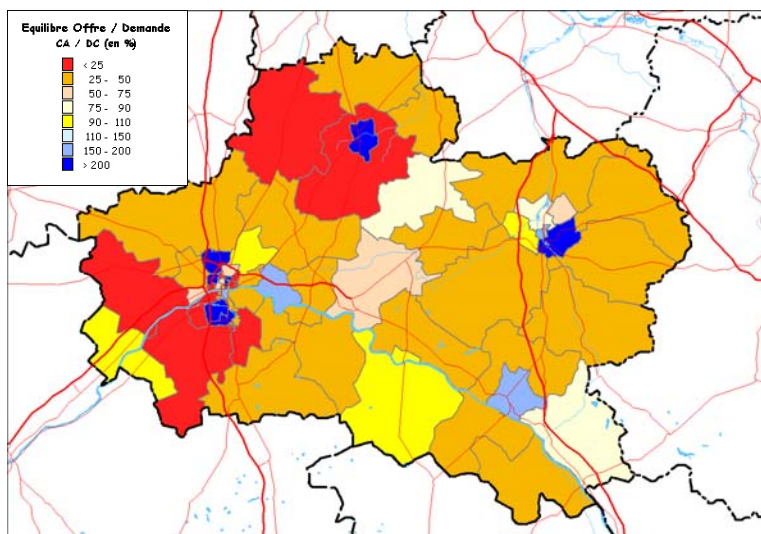 Equilibre Offre / Demande
CA / DC (en %)
< 25
25 - 50
50 - 75
75 - 90
90 - 110
110 - 150
150 - 200
> 200